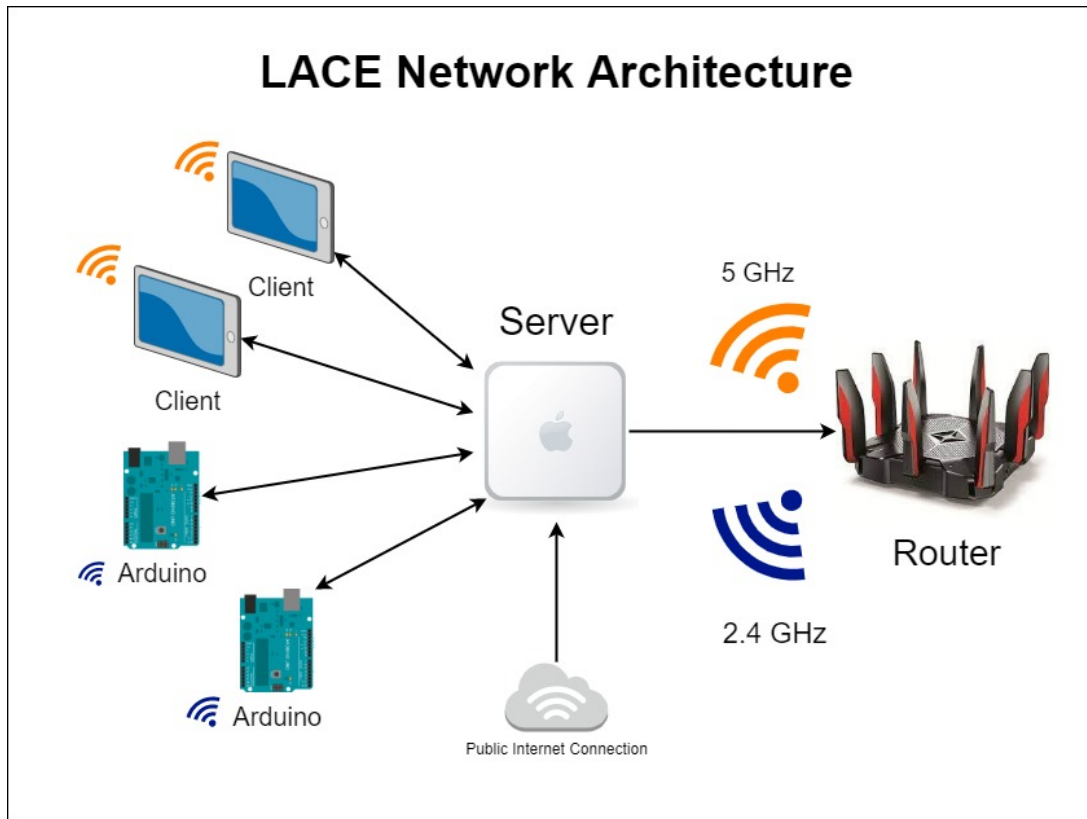 LACE Network Architecture
Client
5 GHz
Server
Client
Router
Arduino
2.4 GHz
Arduino
Public Internet Connection